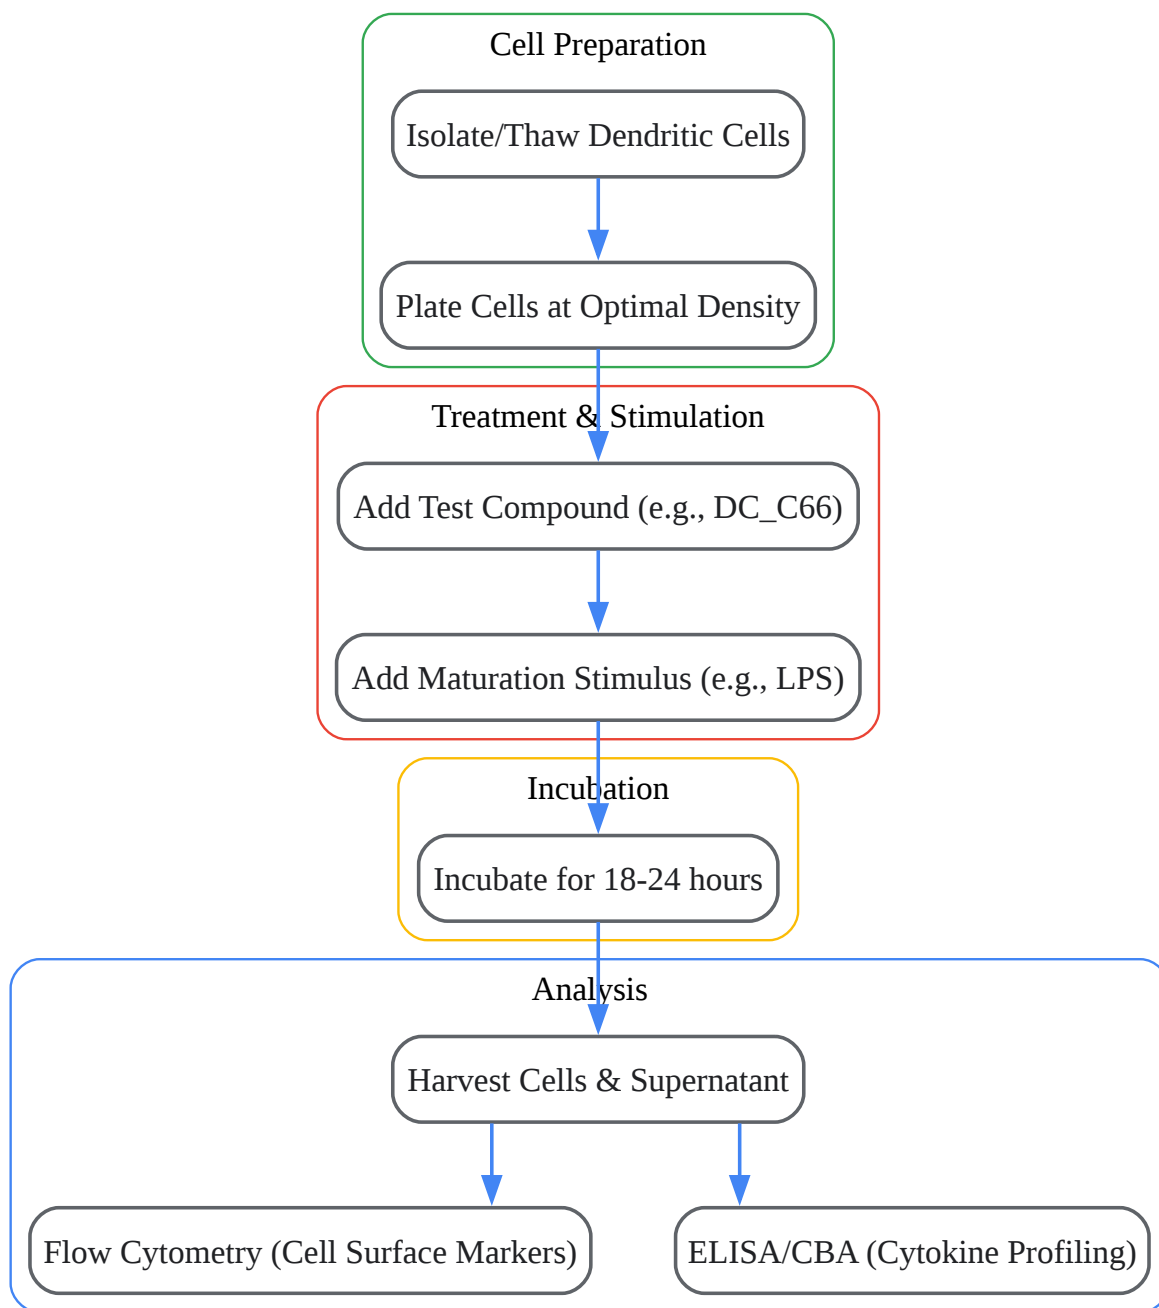 Cell Preparation
Isolate/Thaw Dendritic Cells
Plate Cells at Optimal Density
Treatment & Stimulation
Add Test Compound (e.g., DC_C66)
Add Maturation Stimulus (e.g., LPS)
Incubation
Incubate for 18-24 hours
Analysis
Harvest Cells & Supernatant
Flow Cytometry (Cell Surface Markers)
ELISA/CBA (Cytokine Profiling)